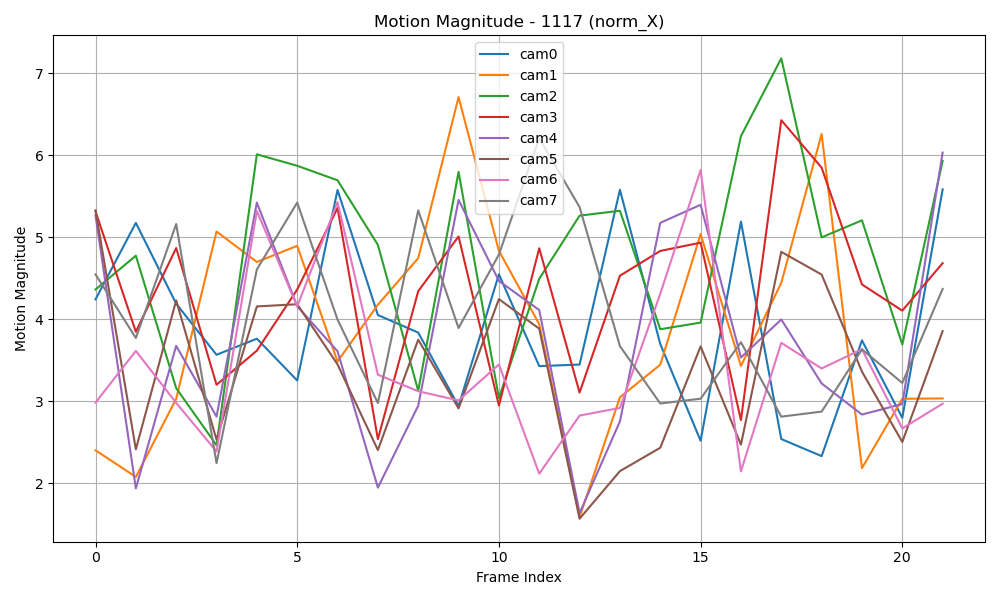 Motion Magnitude - 1117 (norm_X)
cam0
cam1
cam2
cam3
cam4
cam5
cam6
cam7
7
6
5
4
3
2
Motion Magnitude
0
5
10
15
20
Frame Index